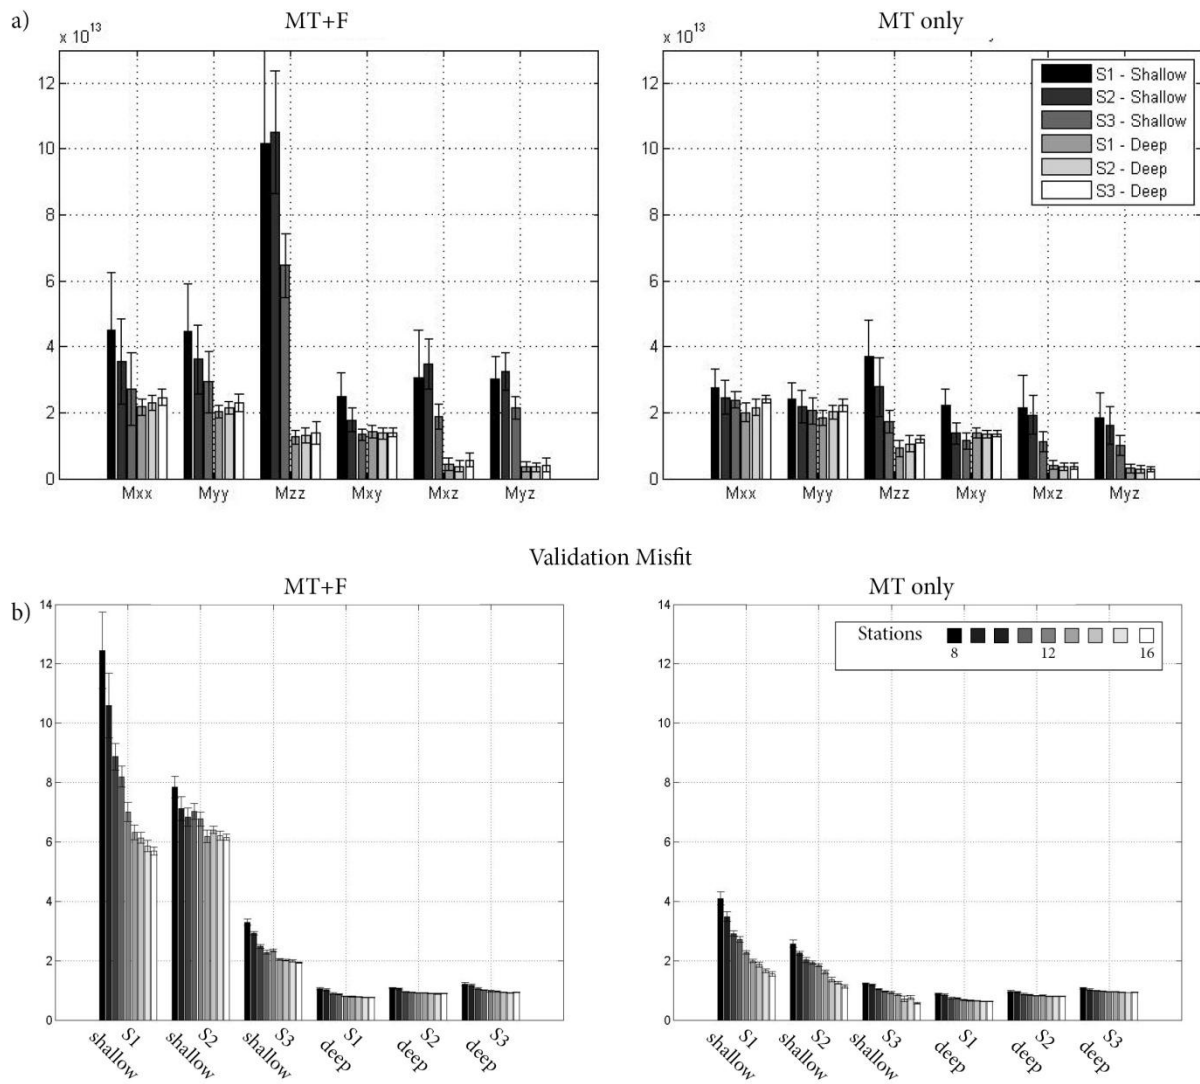 a)
MT+F
MT only
x 10^13
12
10
8
6
4
2
0
Mxx Myy Mzz Mxy Mxz Myz
x 10^13
12
10
8
6
4
2
0
Mxx Myy Mzz Mxy Mxz Myz
S1 - Shallow
S2 - Shallow
S3 - Shallow
S1 - Deep
S2 - Deep
S3 - Deep
Validation Misfit
b)
MT+F
MT only
14
12
10
8
6
4
2
0
S1 shallow
S2 shallow
S3 shallow
S1 deep
S2 deep
S3 deep
14
12
10
8
6
4
2
0
Stations
8 12 16
S1 shallow
S2 shallow
S3 shallow
S1 deep
S2 deep
S3 deep